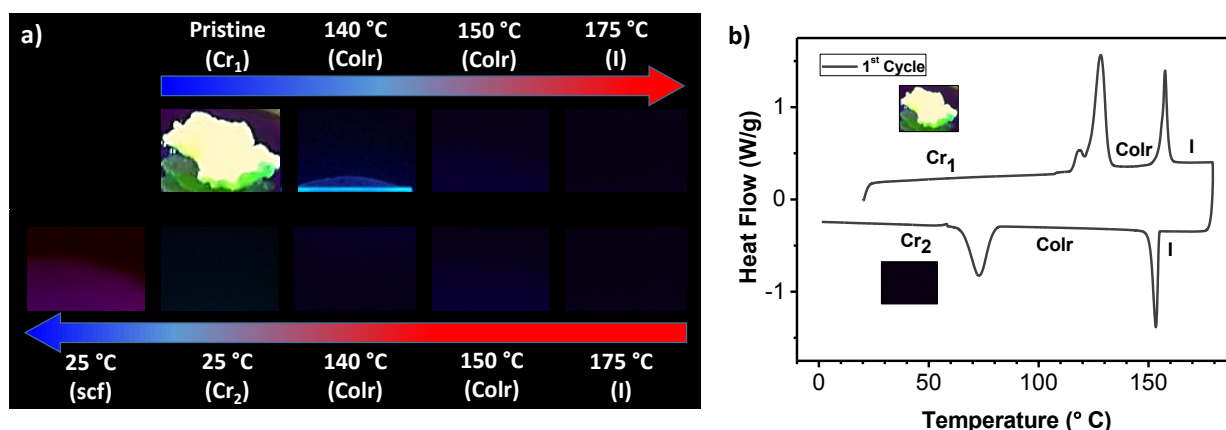 a)
Pristine 140 °C 150 °C 175 °C
(Cr₁) (Colr) (Colr) (I)
25 °C 25 °C 140 °C 150 °C 175 °C
(scf) (Cr₂) (Colr) (Colr) (I)
b)
1st Cycle
Heat Flow (W/g)
1
0
-1
Cr₁
Colr
I
Cr₂
Colr
I
0 50 100 150
Temperature (° C)